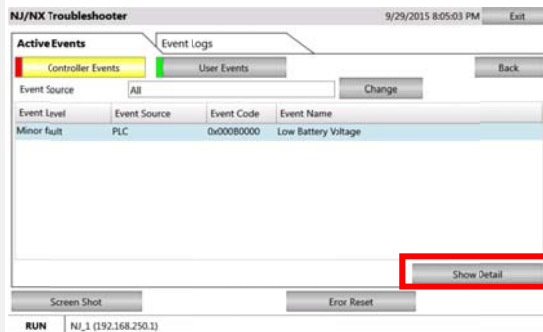 NJ/NX Troubleshooter 9/29/2015 8:05:03 PM Exit
Active Events Event Logs
Controller Events User Events Back
Event Source All Change
Event Level Event Source Event Code Event Name
Minor fault PLC 0x000B0000 Low Battery Voltage
Show Detail
Screen Shot Eror Reset
RUN NJ_1 (192.168.250.1)